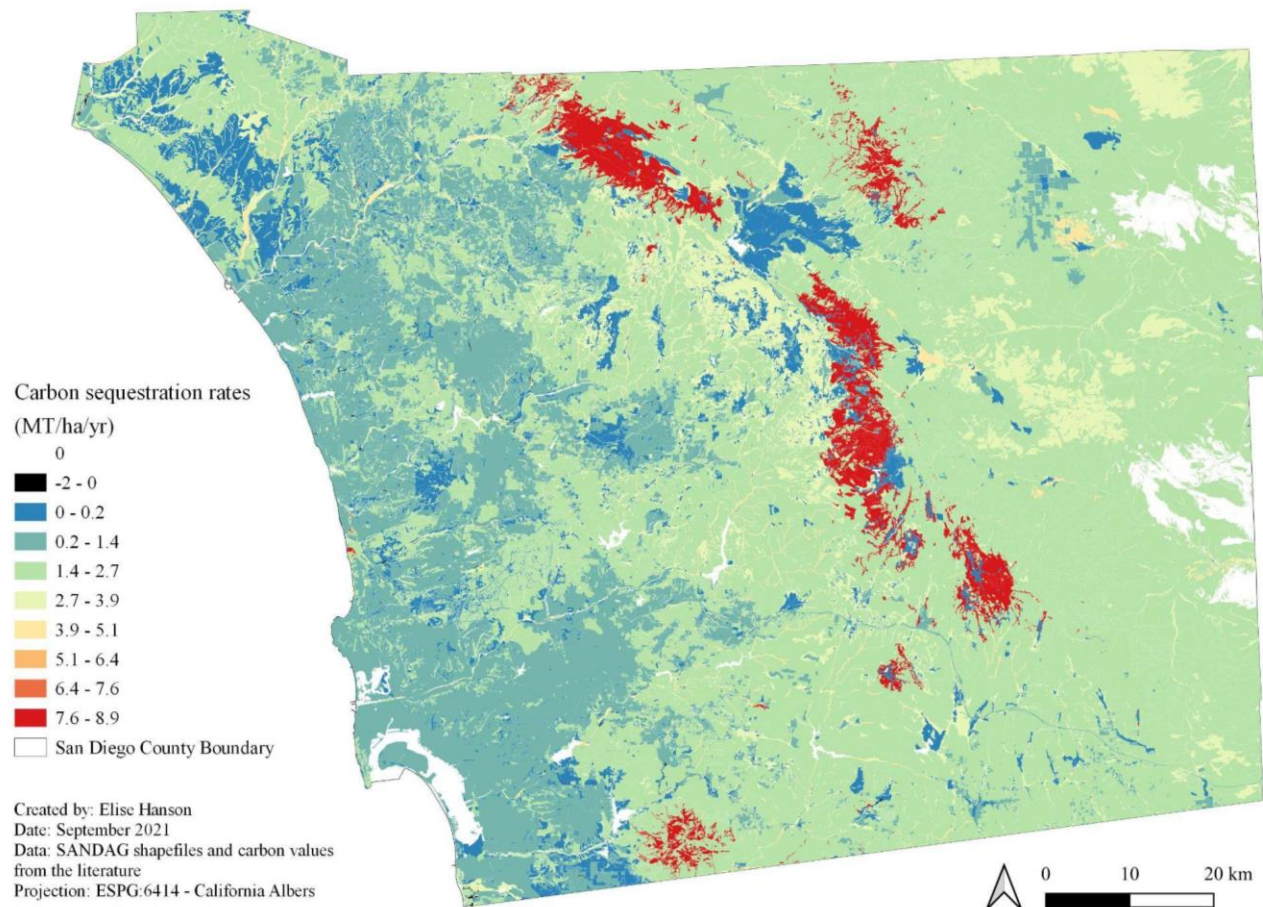 Carbon sequestration rates
(MT/ha/yr)
0
-2 - 0
0 - 0.2
0.2 - 1.4
1.4 - 2.7
2.7 - 3.9
3.9 - 5.1
5.1 - 6.4
6.4 - 7.6
7.6 - 8.9
San Diego County Boundary
Created by: Elise Hanson
Date: September 2021
Data: SANDAG shapefiles and carbon values
from the literature
Projection: ESPG:6414 - California Albers
0 10 20 km